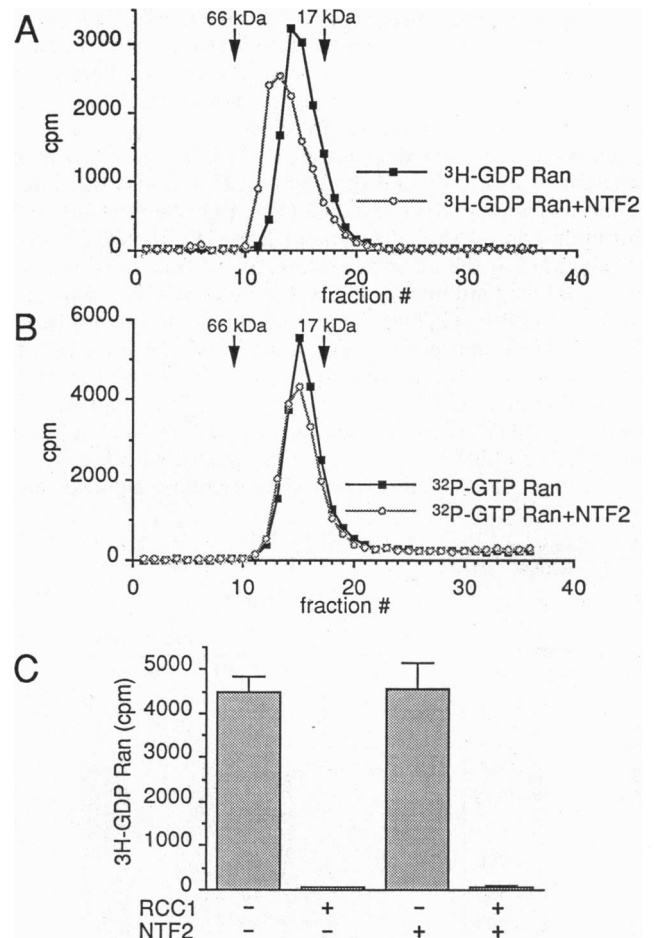 A
66 kDa 17 kDa
3000
2000
1000
0
cpm
³H-GDP Ran
³H-GDP Ran+NTF2
0 10 20 30 40
fraction #
B
66 kDa 17 kDa
6000
4000
2000
0
cpm
³²P-GTP Ran
³²P-GTP Ran+NTF2
0 10 20 30 40
fraction #
C
5000
4000
3000
2000
1000
0
3H-GDP Ran (cpm)
RCC1 – + – +
NTF2 – – + +